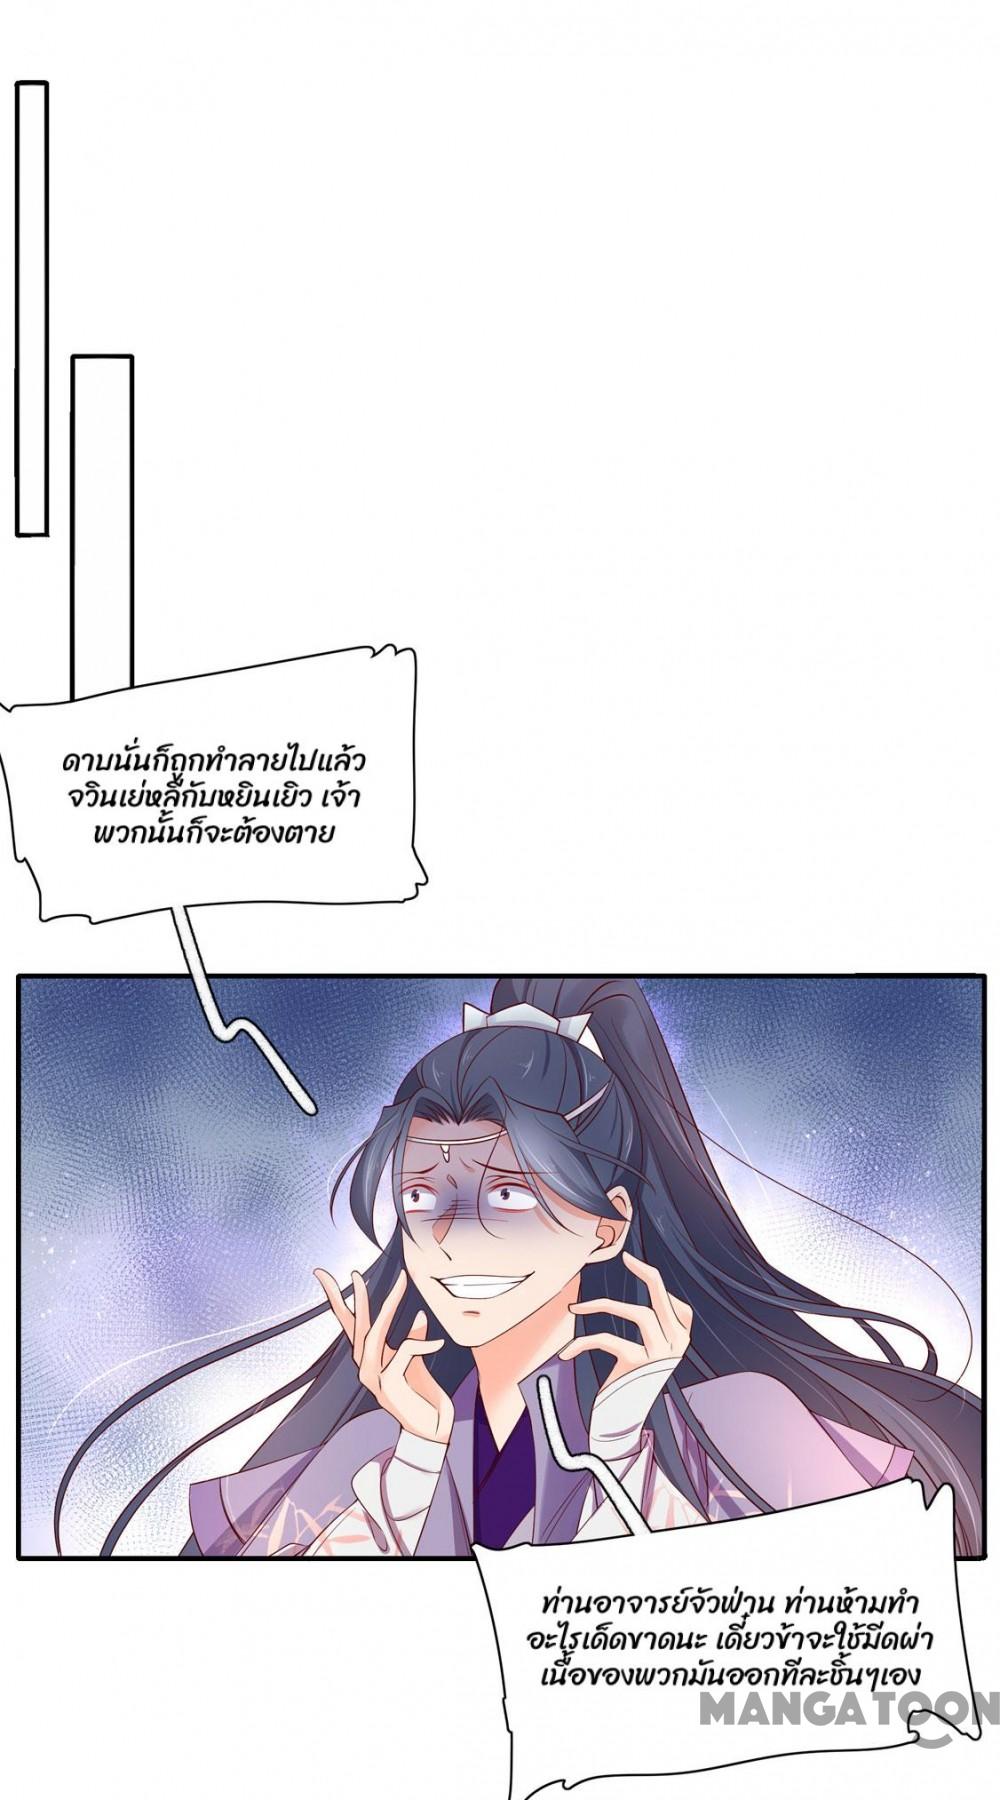 ดาบนั่นก็ถูกทำลายไปแล้ว
จวินเย่หลีกับหยินเยิว เจ้า
พวกนั้นก็จะต้องตาย
ท่านอาจารย์จัวฟ่าน ท่านห้ามทำ
อะไรเด็ดขาดนะ เดี๋ยวข้าจะใช้มีดผ่า
เนื้อของพวกมันออกทีละชิ้นๆเอง
MANGATOON